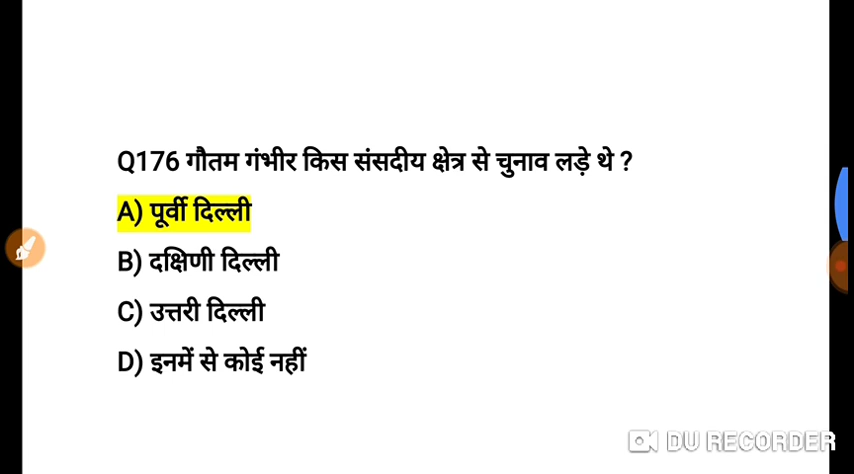 Q176 गौतम गंभीर किस संसदीय क्षेत्र से चुनाव लड़े थे ?
A) पूर्वी दिल्ली
B) दक्षिणी दिल्ली
C) उत्तरी दिल्ली
D) इनमें से कोई नहीं
DU RECORDER